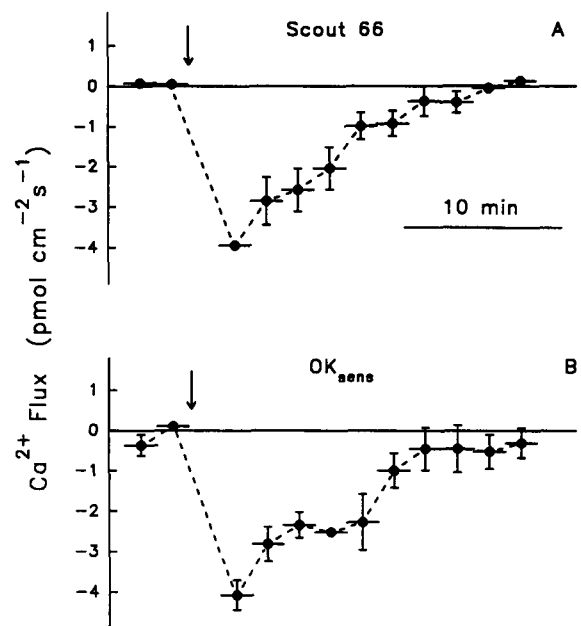 Scout 66
A
1
0
-1
-2
-3
-4
10 min
Ca²⁺ Flux (pmol cm⁻² s⁻¹)
OKsens
B
1
0
-1
-2
-3
-4